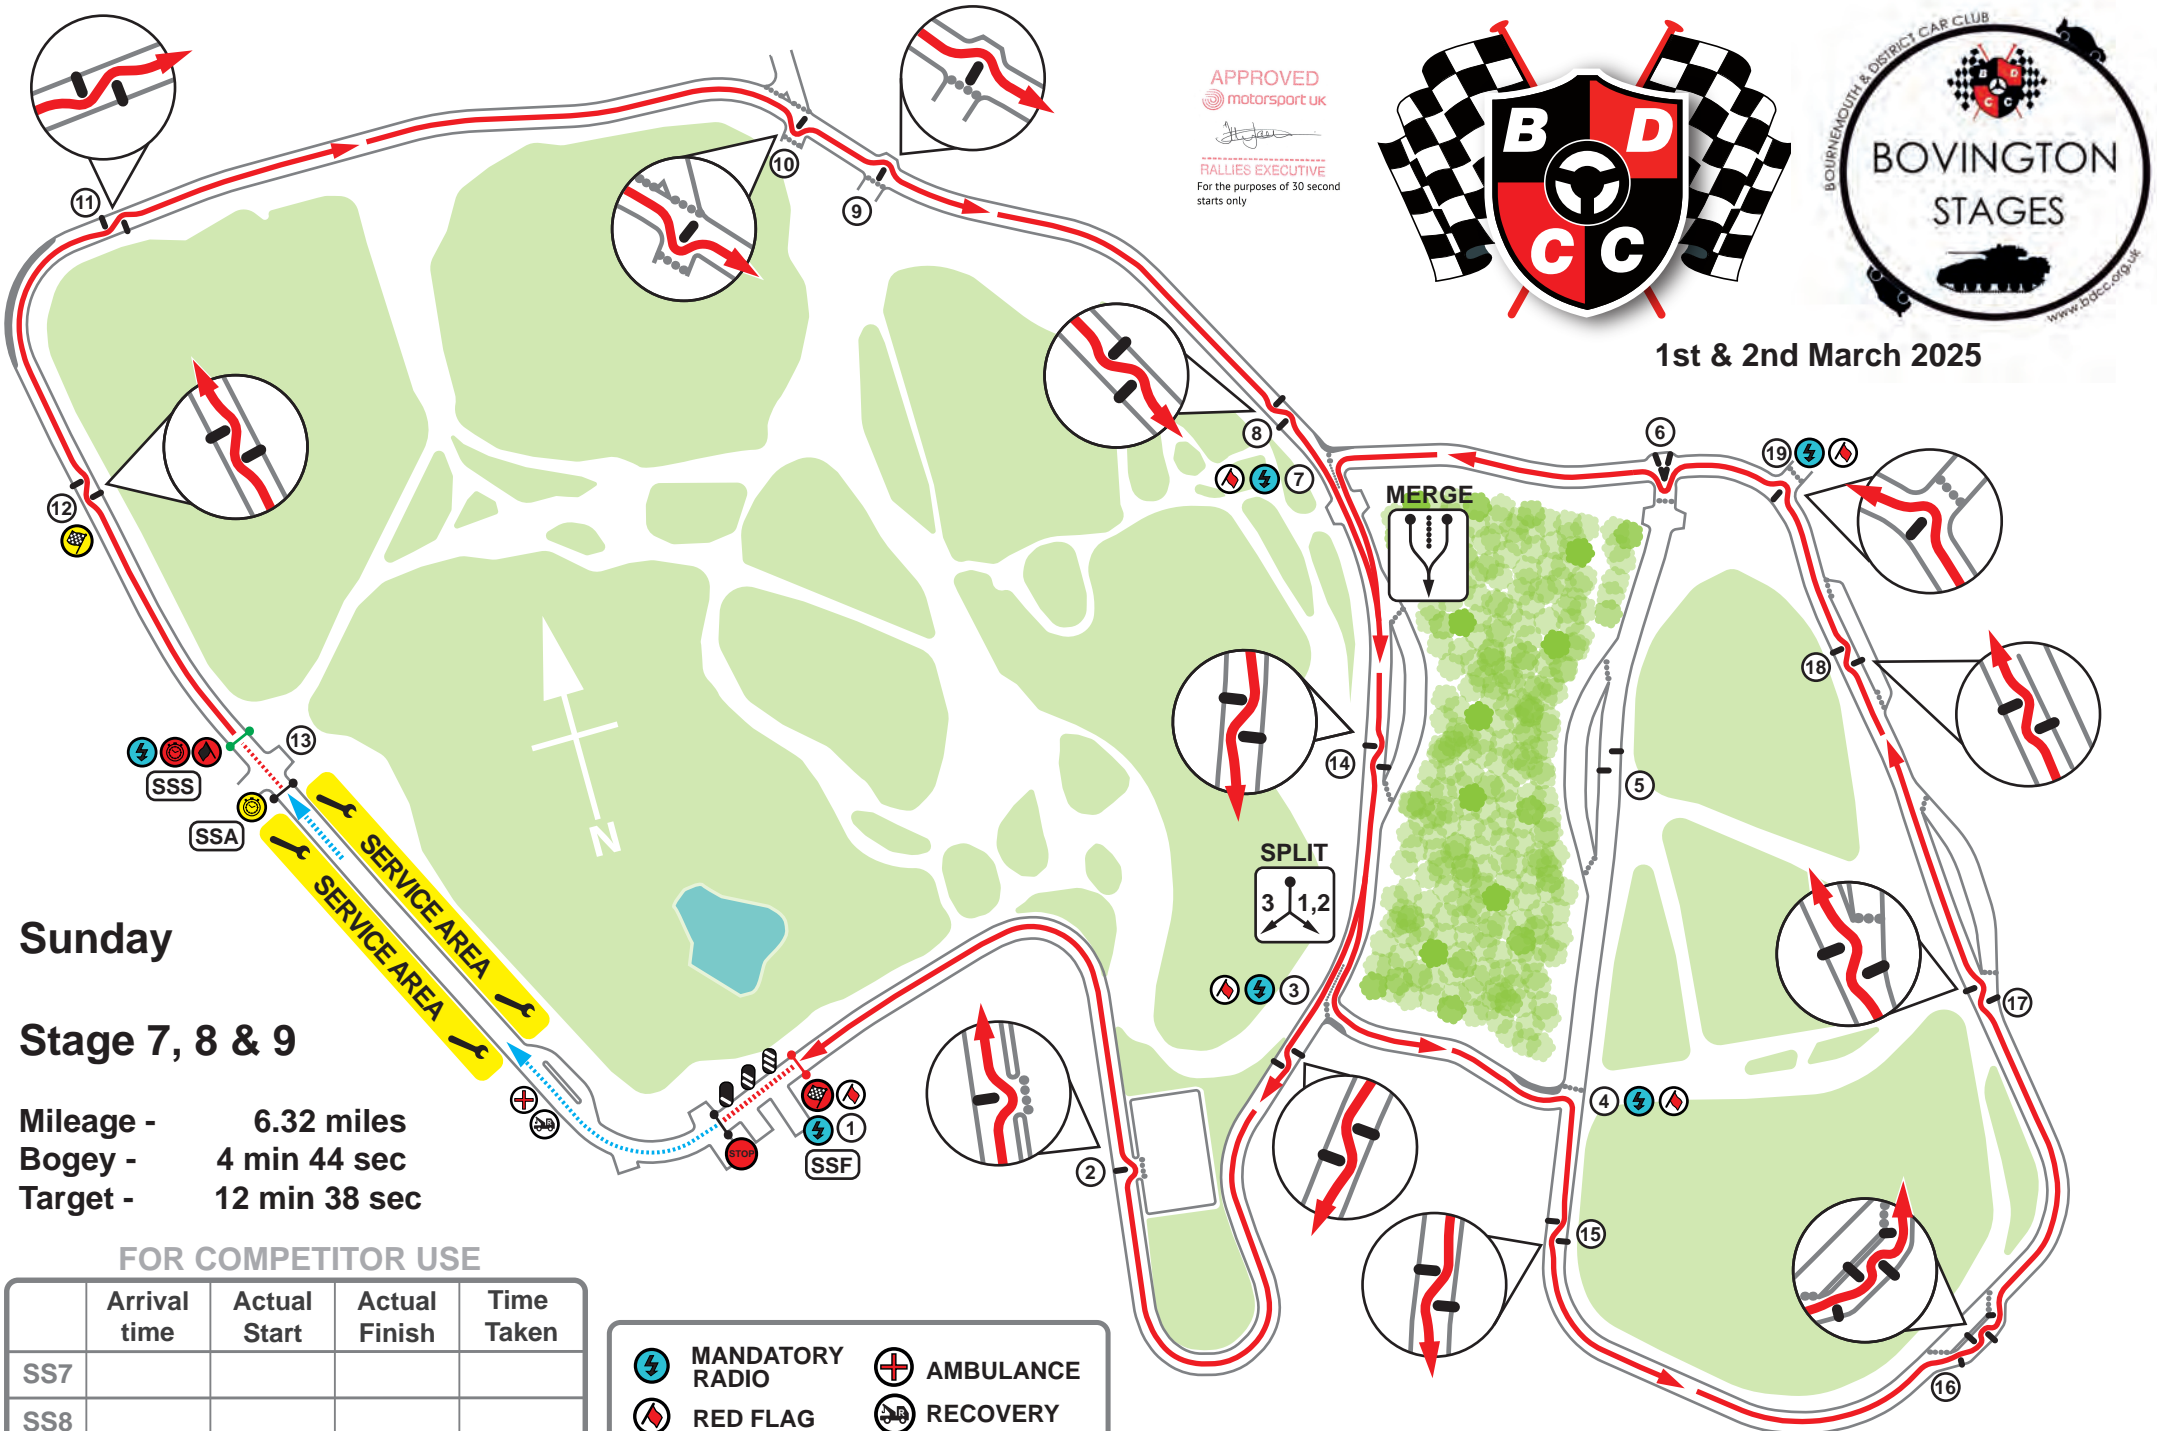 APPROVED
motorsport UK
RALLIES EXECUTIVE
For the purposes of 30 second
starts only
B D
C C
BOURNEMOUTH & DISTRICT CAR CLUB
B D
C C
BOVINGTON
STAGES
www.bdcc.org.uk
1st & 2nd March 2025
11
10
9
8
7
6
19
MERGE
12
18
13
SSS
SSA
14
5
SERVICE AREA
SERVICE AREA
N
SPLIT
3 1,2
3
17
Sunday
Stage 7, 8 & 9
Mileage - 6.32 miles
Bogey - 4 min 44 sec
Target - 12 min 38 sec
STOP
1
SSF
2
4
15
16
FOR COMPETITOR USE
Arrival time
Actual Start
Actual Finish
Time Taken
SS7
SS8
MANDATORY RADIO
AMBULANCE
RED FLAG
RECOVERY